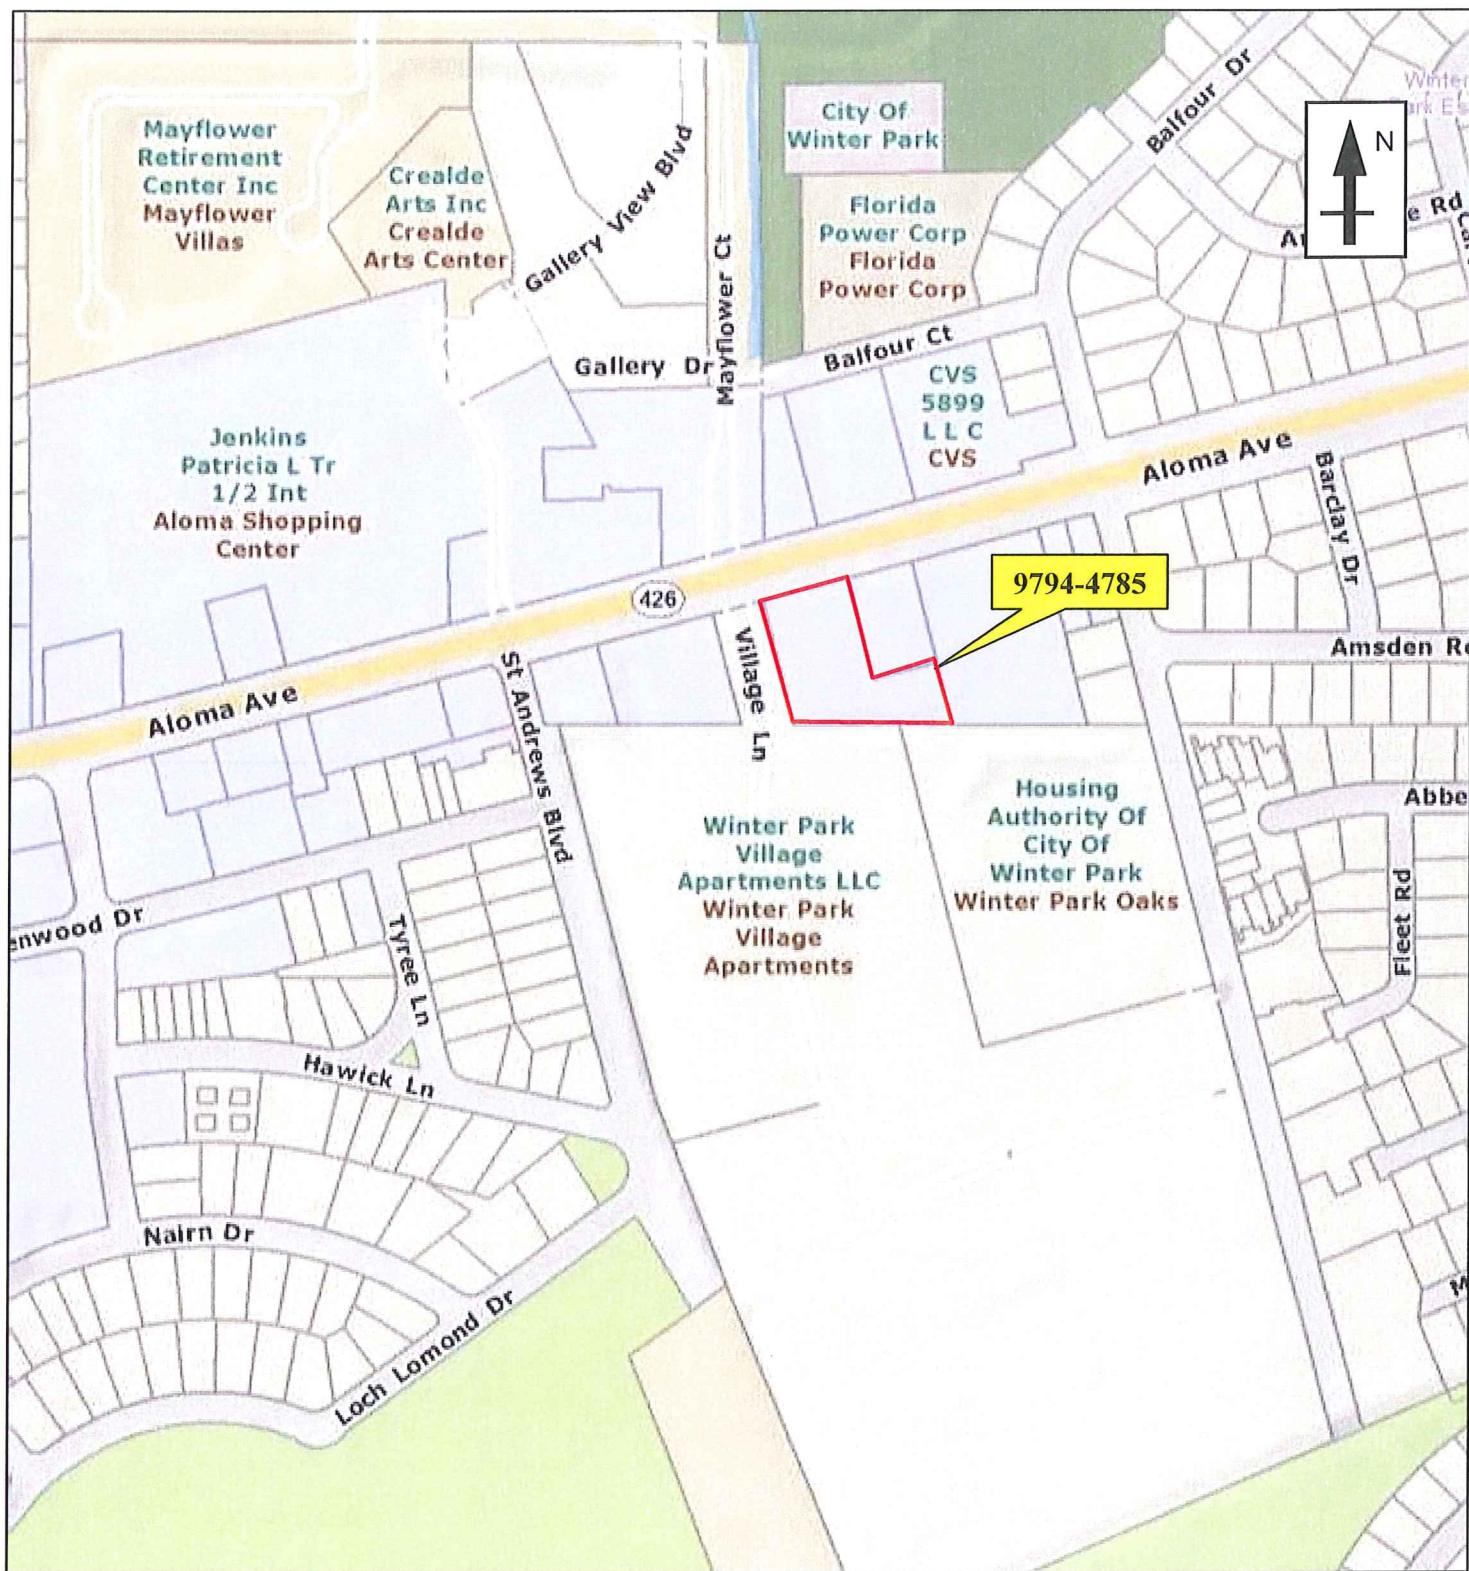 Mayflower
Retirement
Center Inc
Mayflower
Villas
Crealde
Arts Inc
Crealde
Arts Center
Gallery View Blvd
Mayflower Ct
City Of
Winter Park
Florida
Power Corp
Florida
Power Corp
Balfour Dr
Winter
N
Rd
Gallery Dr
Balfour Ct
CVS
5899
L L C
CVS
Jenkins
Patricia L Tr
1/2 Int
Aloma Shopping
Center
Aloma Ave
Barclay Dr
426
9794-4785
Village Ln
Amsden
St Andrews Blvd
Aloma Ave
Winter Park
Village
Apartments LLC
Winter Park
Village
Apartments
Housing
Authority Of
City Of
Winter Park
Winter Park Oaks
Abbe
Fleet Rd
enwood Dr
Tyree Ln
Hawick Ln
Nairn Dr
Loch Lomond Dr